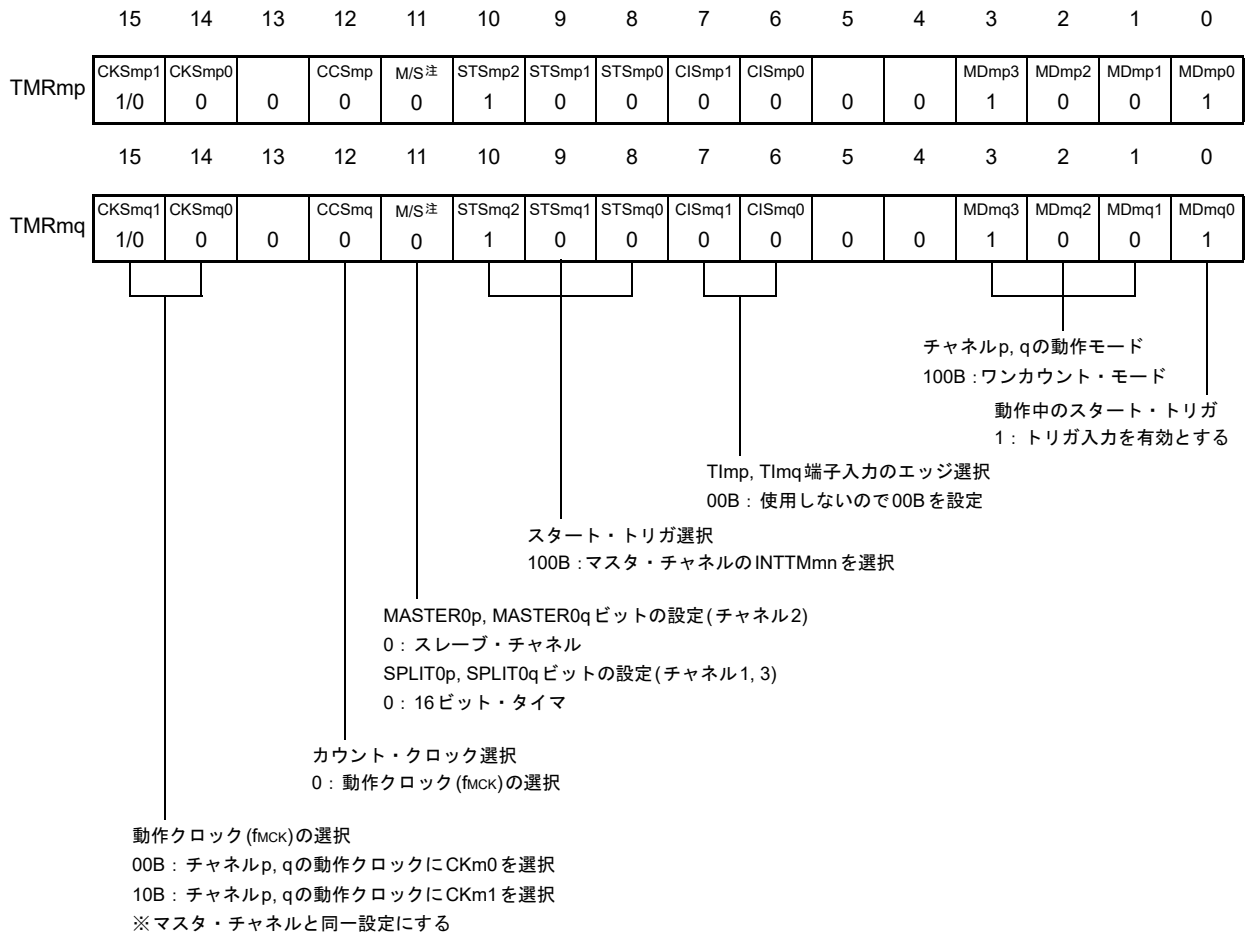 15 14 13 12 11 10 9 8 7 6 5 4 3 2 1 0
TMRmp
CKSmp1 CKSmp0 CCSmp M/S注 STSmp2 STSmp1 STSmp0 CISmp1 CISmp0 MDmp3 MDmp2 MDmp1 MDmp0
1/0 0 0 0 0 1 0 0 0 0 0 0 1 0 0 1
15 14 13 12 11 10 9 8 7 6 5 4 3 2 1 0
TMRmq
CKSmq1 CKSmq0 CCSmq M/S注 STSmq2 STSmq1 STSmq0 CISmq1 CISmq0 MDmq3 MDmq2 MDmq1 MDmq0
1/0 0 0 0 0 1 0 0 0 0 0 0 1 0 0 1
チャネルp, qの動作モード
100B：ワンカウント・モード
動作中のスタート・トリガ
1：トリガ入力を有効とする
TImp, TImq端子入力のエッジ選択
00B：使用しないので00Bを設定
スタート・トリガ選択
100B：マスタ・チャネルのINTTMmnを選択
MASTER0p, MASTER0qビットの設定(チャネル2)
0：スレーブ・チャネル
SPLIT0p, SPLIT0qビットの設定(チャネル1, 3)
0：16ビット・タイマ
カウント・クロック選択
0：動作クロック(fMCK)の選択
動作クロック(fMCK)の選択
00B：チャネルp, qの動作クロックにCKm0を選択
10B：チャネルp, qの動作クロックにCKm1を選択
※マスタ・チャネルと同一設定にする